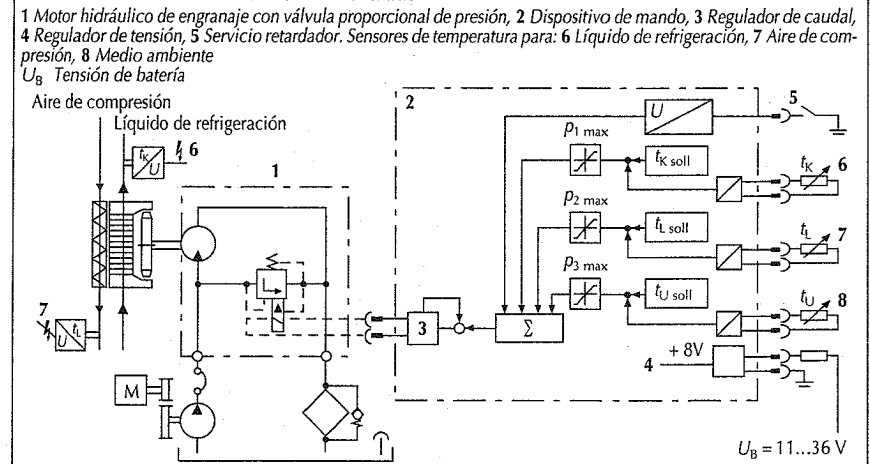 1 Motor hidráulico de engranaje con válvula proporcional de presión, 2 Dispositivo de mando, 3 Regulador de caudal,
4 Regulador de tensión, 5 Servicio retardador. Sensores de temperatura para: 6 Líquido de refrigeración, 7 Aire de com-
presión, 8 Medio ambiente
UB Tensión de batería
Aire de compresión
Líquido de refrigeración
tK
U
6
1
2
U
5
p1 max
tK soll
tK
6
p2 max
tL soll
tL
7
p3 max
tU soll
tU
8
7
tL
U
3
Σ
4
+ 8V
M
UB = 11...36 V